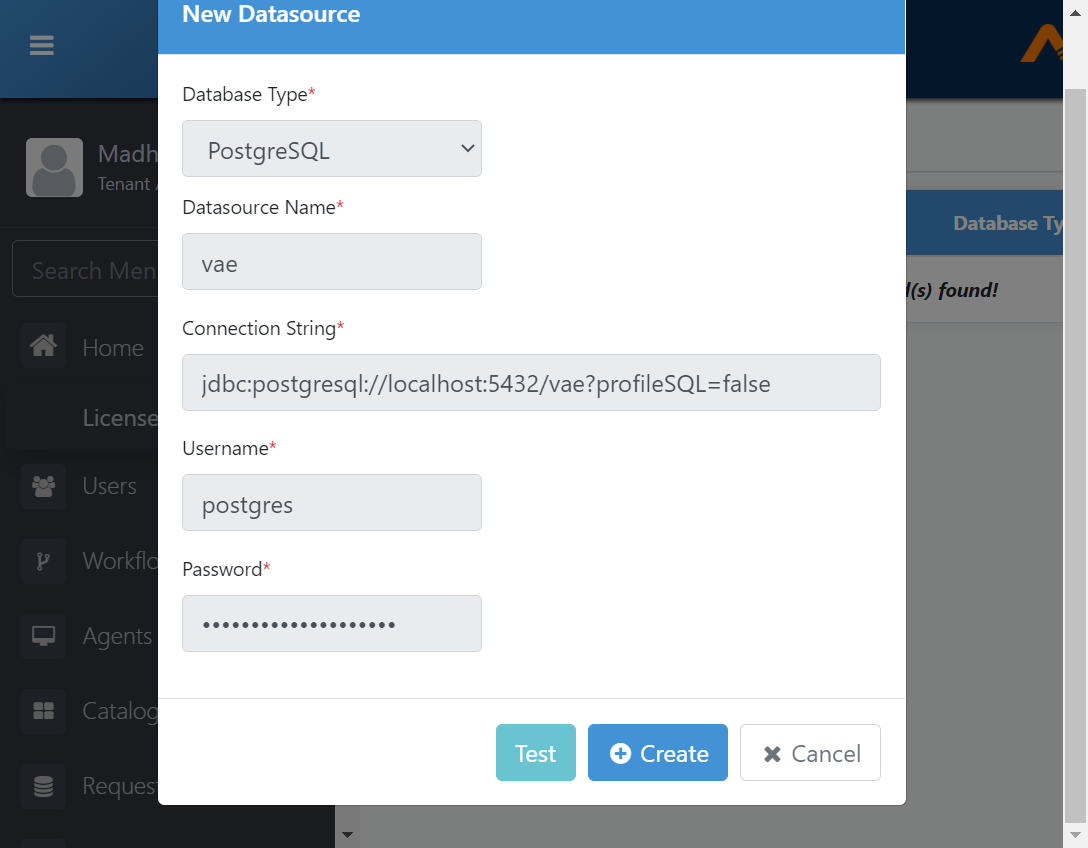 New Datasource
Database Type*
PostgreSQL
Datasource Name*
vae
Connection String*
jdbc:postgresql://localhost:5432/vae?profileSQL=false
Username*
postgres
Password*
••••••••••••••••••••
Test
Create
Cancel
Madh
Tenant
Search Men
Home
License
Users
Workflo
Agents
Catalog
Reques
Database Ty
d(s) found!